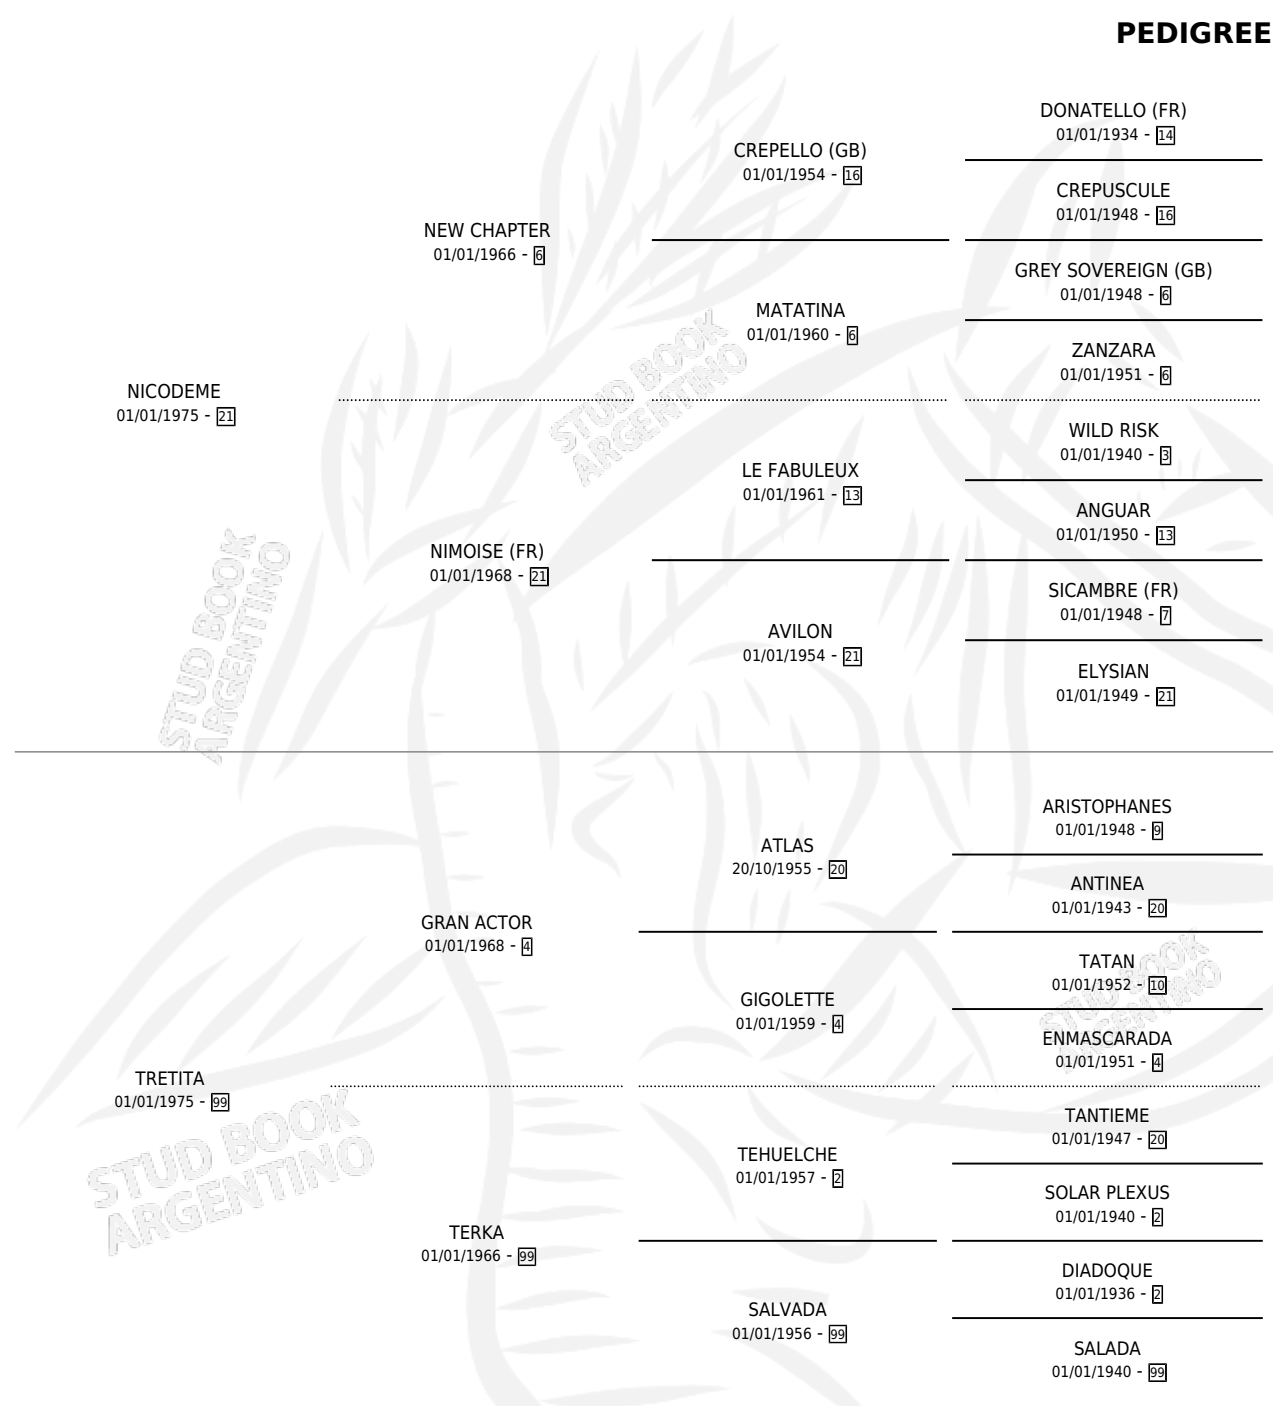 PEDIGREE
DONATELLO (FR)
01/01/1934 - 14
CREPELLO (GB)
01/01/1954 - 16
CREPUSCULE
01/01/1948 - 16
NEW CHAPTER
01/01/1966 - 6
GREY SOVEREIGN (GB)
01/01/1948 - 6
MATATINA
01/01/1960 - 6
ZANZARA
01/01/1951 - 6
NICODEME
01/01/1975 - 21
WILD RISK
01/01/1940 - 3
LE FABULEUX
01/01/1961 - 13
ANGUAR
01/01/1950 - 13
NIMOISE (FR)
01/01/1968 - 21
SICAMBRE (FR)
01/01/1948 - 7
AVILON
01/01/1954 - 21
ELYSIAN
01/01/1949 - 21
ARISTOPHANES
01/01/1948 - 9
ATLAS
20/10/1955 - 20
ANTINEA
01/01/1943 - 20
GRAN ACTOR
01/01/1968 - 4
TATAN
01/01/1952 - 10
GIGOLETTE
01/01/1959 - 4
ENMASCARADA
01/01/1951 - 4
TRETITA
01/01/1975 - 99
TANTIEME
01/01/1947 - 20
TEHUELCHE
01/01/1957 - 2
SOLAR PLEXUS
01/01/1940 - 2
TERKA
01/01/1966 - 99
DIADOQUE
01/01/1936 - 2
SALVADA
01/01/1956 - 99
SALADA
01/01/1940 - 99
STUD BOOK
ARGENTINO
STUD BOOK
ARGENTINO
STUD BOOK
ARGENTINO
STUD BOOK
ARGENTINO